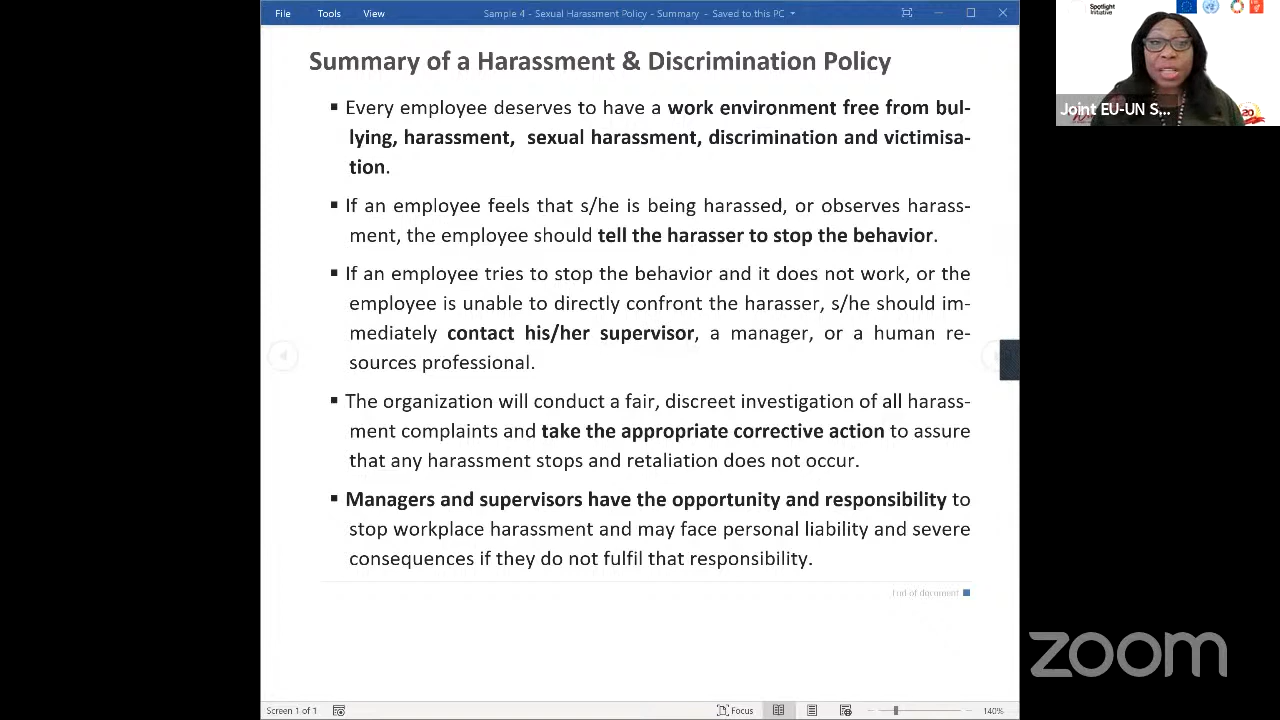 File Tools View Sample 4 - Sexual Harassment Policy - Summary - Saved to this PC
Spotlight
Initiative
Summary of a Harassment & Discrimination Policy
▪ Every employee deserves to have a work environment free from bul-
lying, harassment, sexual harassment, discrimination and victimisa-
tion.
▪ If an employee feels that s/he is being harassed, or observes harass-
ment, the employee should tell the harasser to stop the behavior.
▪ If an employee tries to stop the behavior and it does not work, or the
employee is unable to directly confront the harasser, s/he should im-
mediately contact his/her supervisor, a manager, or a human re-
sources professional.
▪ The organization will conduct a fair, discreet investigation of all harass-
ment complaints and take the appropriate corrective action to assure
that any harassment stops and retaliation does not occur.
▪ Managers and supervisors have the opportunity and responsibility to
stop workplace harassment and may face personal liability and severe
consequences if they do not fulfil that responsibility.
End of document
Joint EU-UN S,...
zoom
Screen 1 of 1 Focus 140%